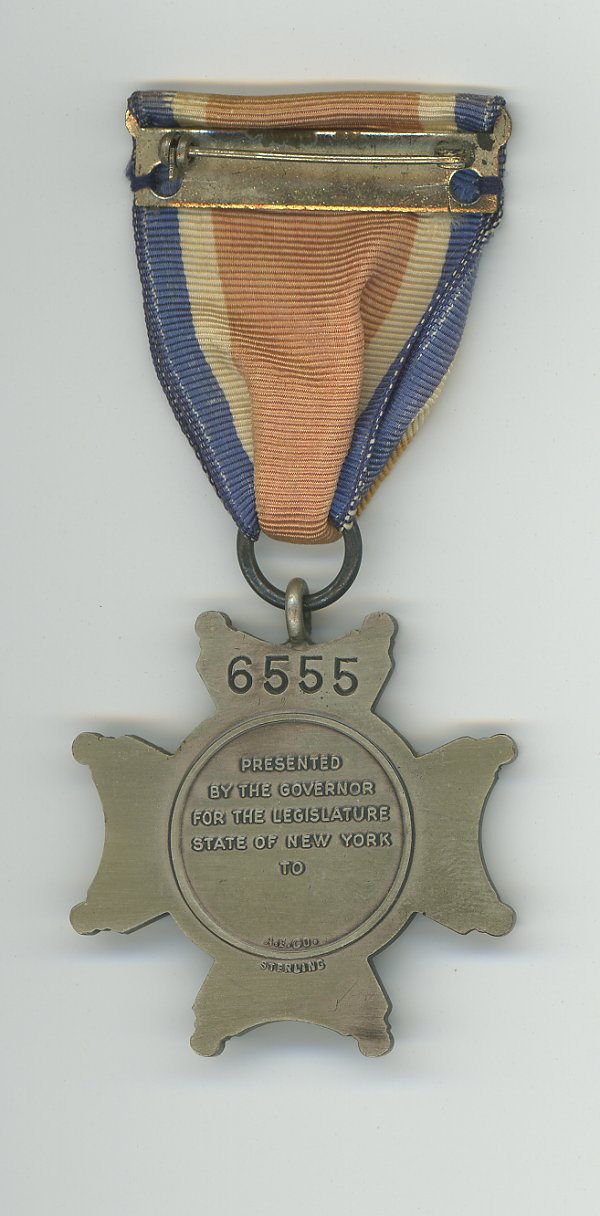 6555
PRESENTED
BY THE GOVERNOR
FOR THE LEGISLATURE
STATE OF NEW YORK
TO
STERLING